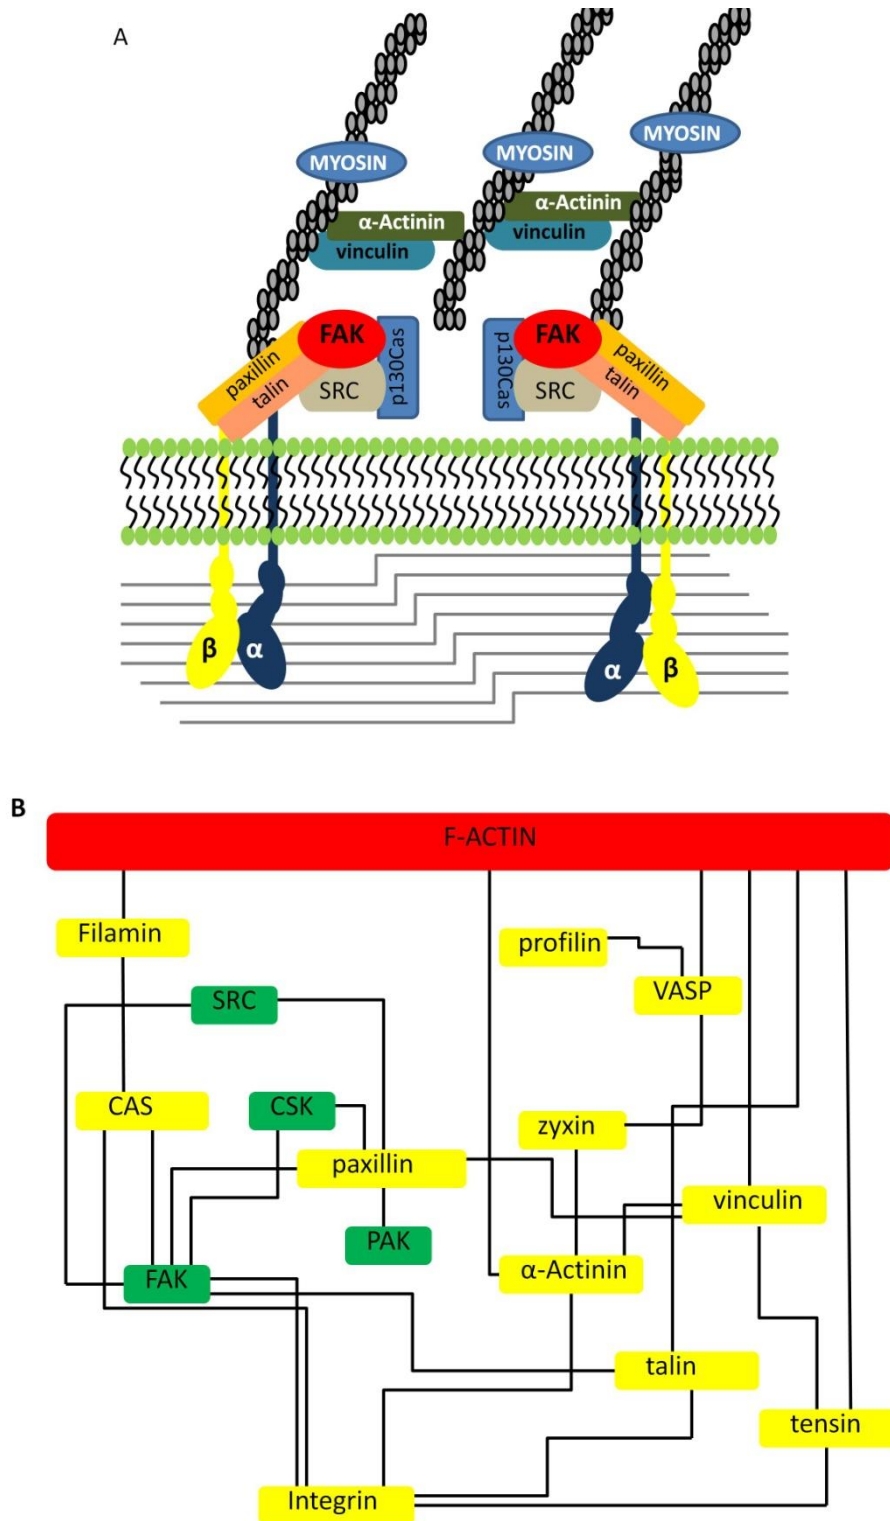 A
MYOSIN
MYOSIN
MYOSIN
α-Actinin
vinculin
α-Actinin
vinculin
FAK
paxillin
talin
SRC
p130Cas
FAK
p130Cas
SRC
paxillin
talin
β
α
α
β
B
F-ACTIN
Filamin
profilin
SRC
VASP
CAS
CSK
zyxin
paxillin
vinculin
PAK
FAK
α-Actinin
talin
tensin
Integrin